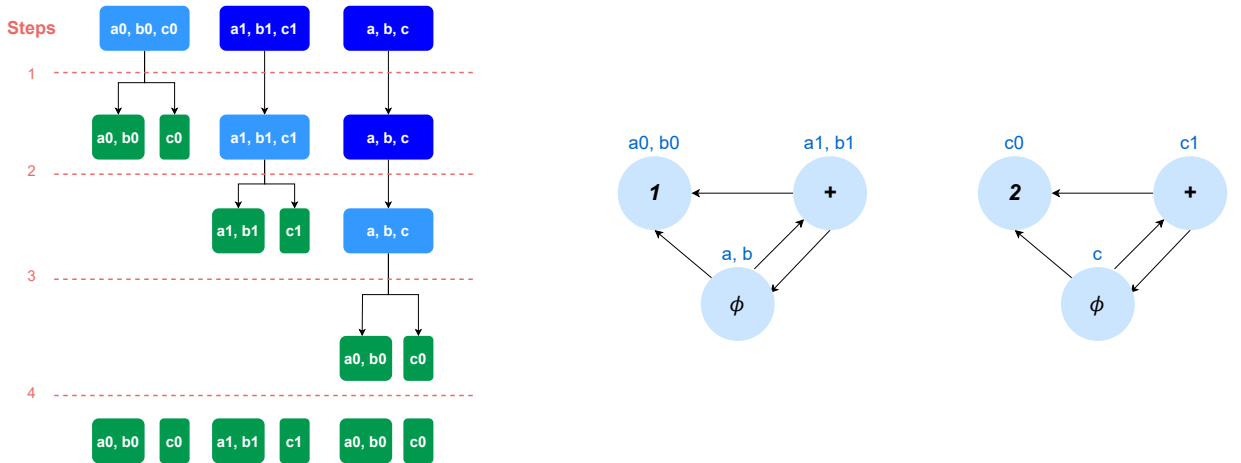 Steps
a0, b0, c0
a1, b1, c1
a, b, c
1
a0, b0
c0
a1, b1, c1
a, b, c
2
a1, b1
c1
a, b, c
3
a0, b0
c0
4
a0, b0
c0
a1, b1
c1
a0, b0
c0
a0, b0
a1, b1
1
+
a, b
ϕ
c0
c1
2
+
c
ϕ